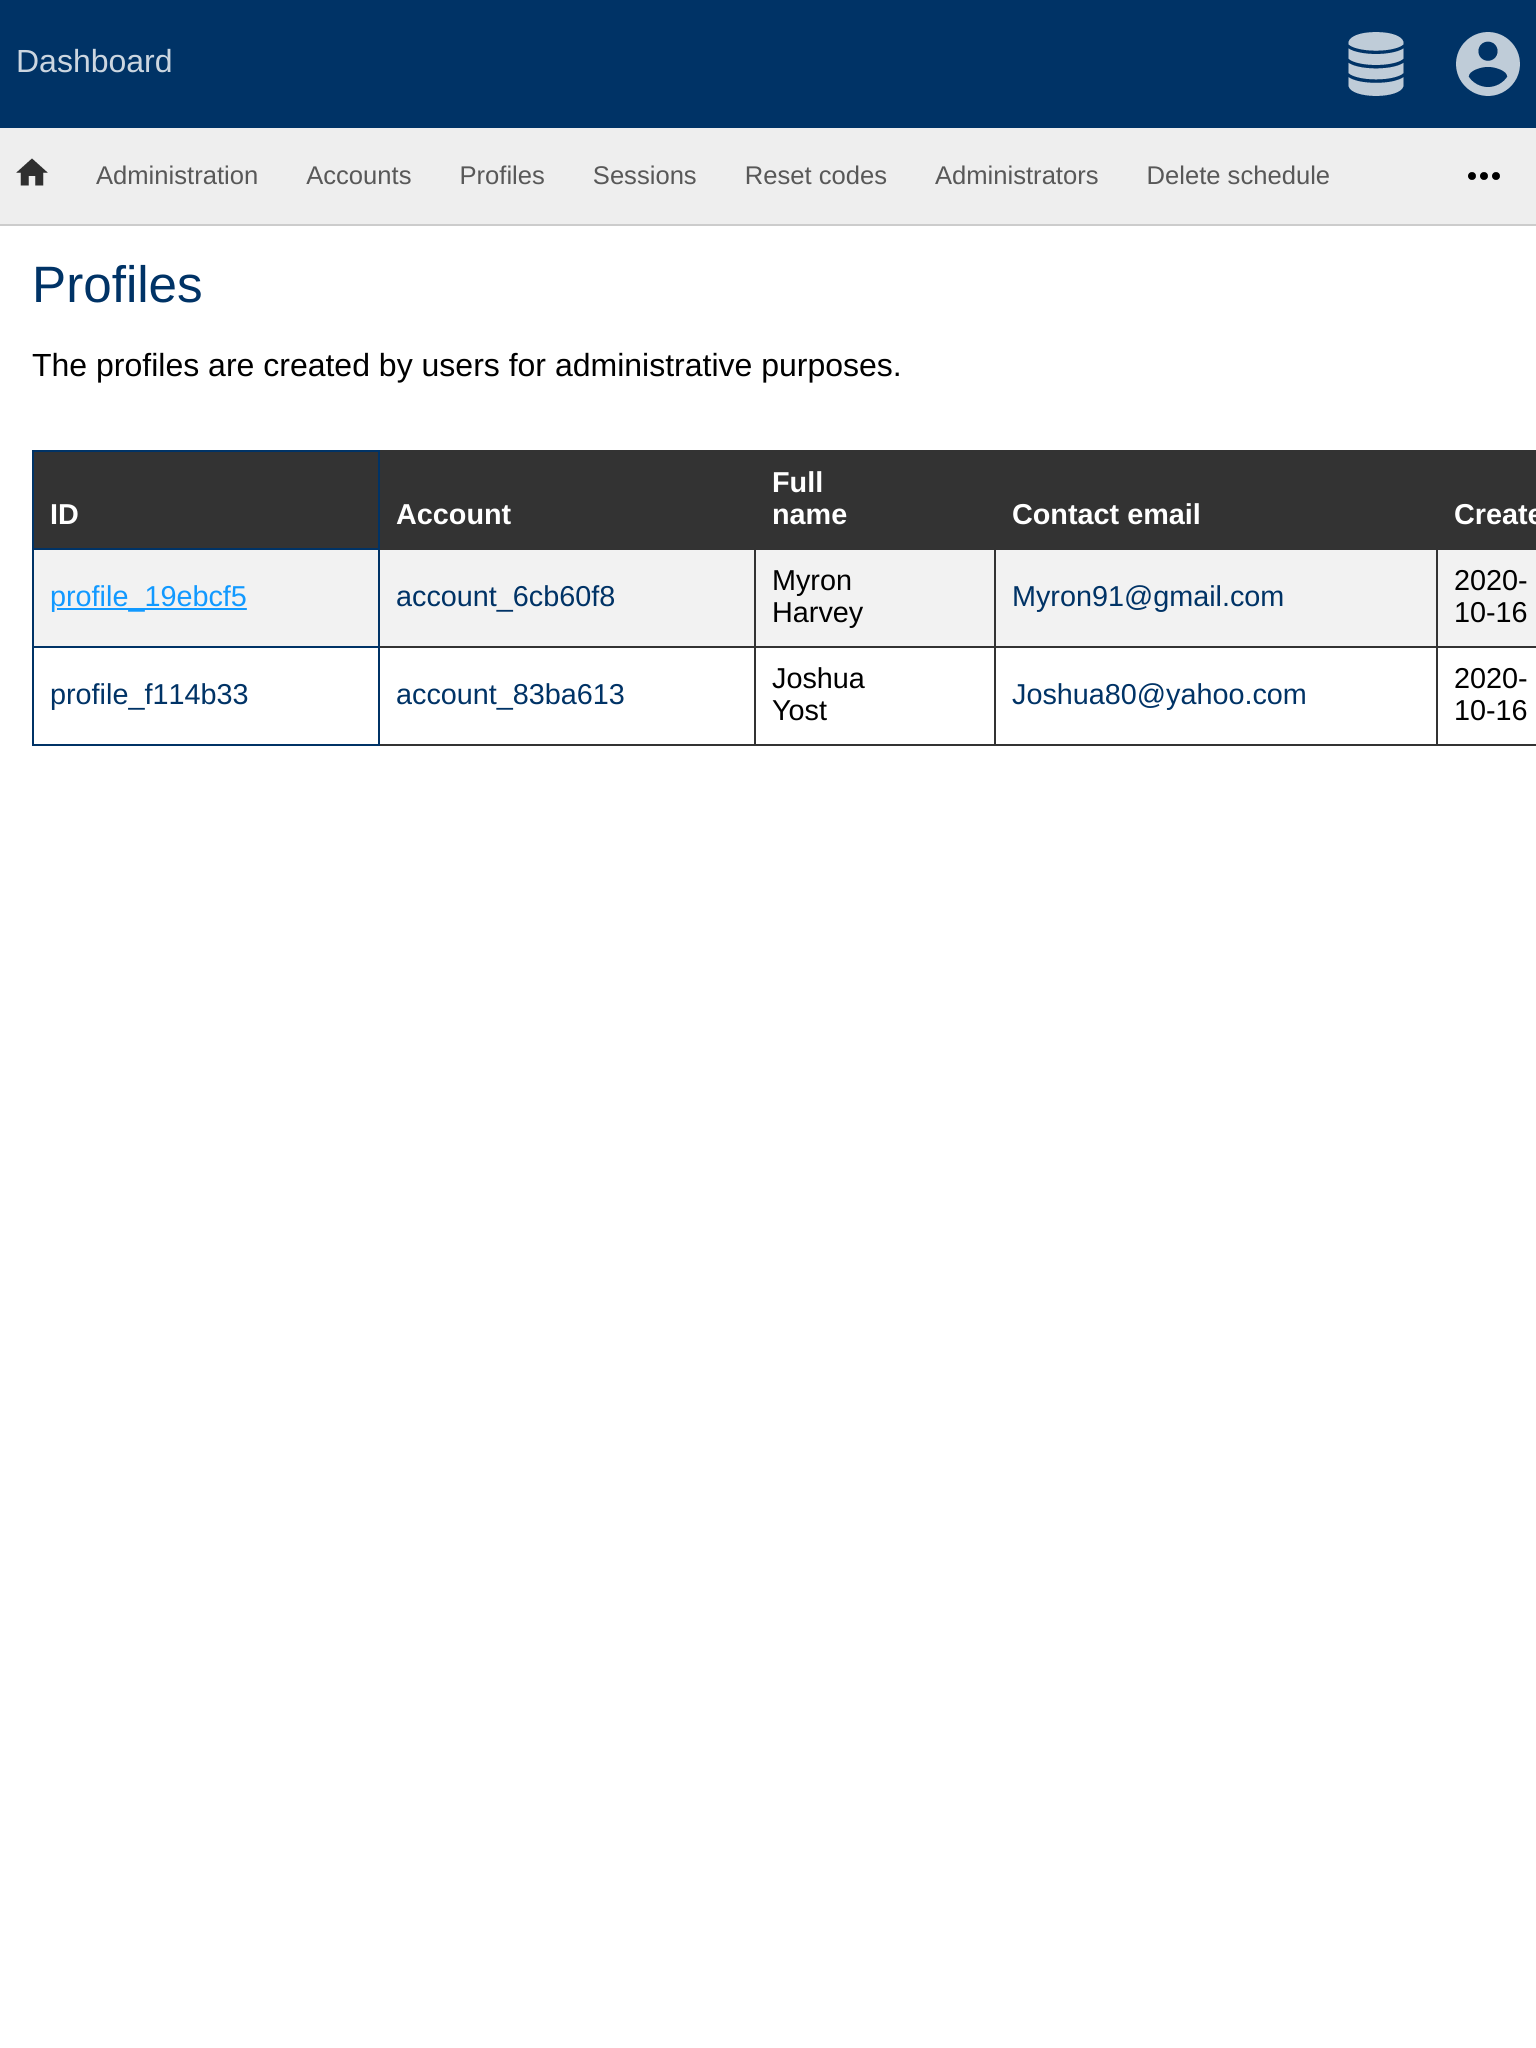 Dashboard
Administration Accounts Profiles Sessions Reset codes Administrators Delete schedule
Profiles
The profiles are created by users for administrative purposes.
ID Account Full name Contact email Create
profile_19ebcf5 account_6cb60f8 Myron Harvey Myron91@gmail.com 2020-10-16
profile_f114b33 account_83ba613 Joshua Yost Joshua80@yahoo.com 2020-10-16